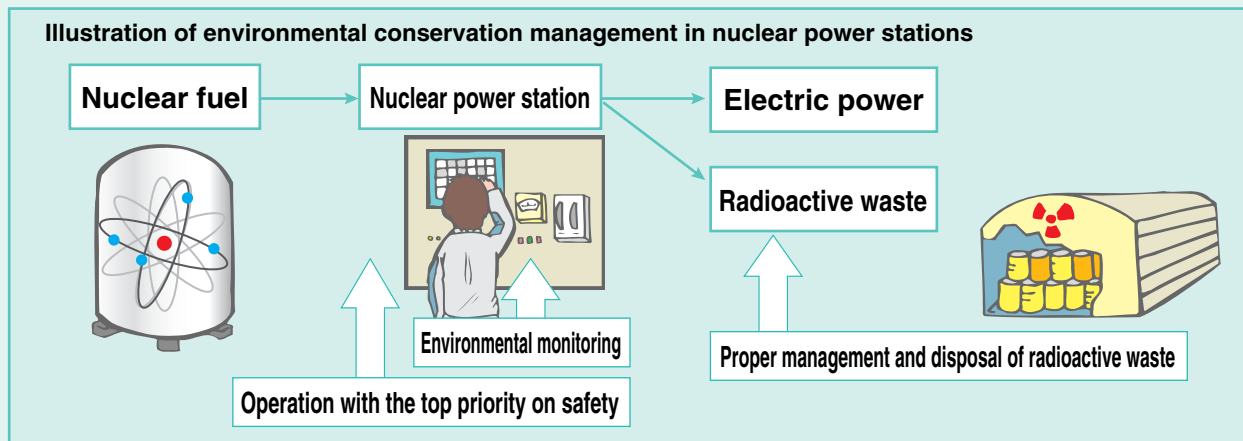 Illustration of environmental conservation management in nuclear power stations
Nuclear fuel
Nuclear power station
Electric power
Radioactive waste
Environmental monitoring
Proper management and disposal of radioactive waste
Operation with the top priority on safety